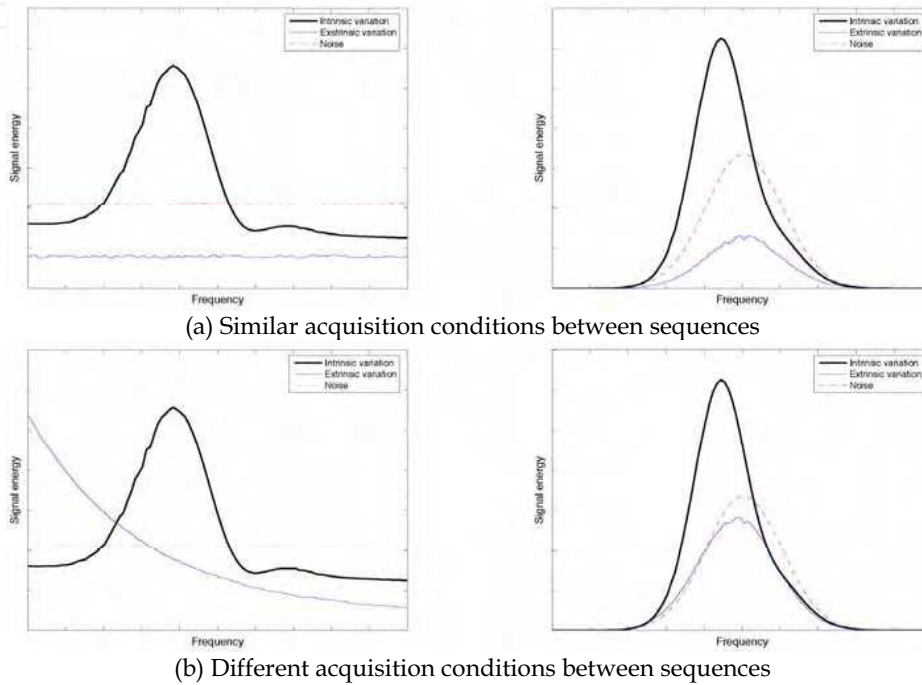 Intrinsic variation
Exstrinsic variation
Noise
Signal energy
Frequency
Intrinsic variation
Extrinsic variation
Noise
Signal energy
Frequency
(a) Similar acquisition conditions between sequences
Intrinsic variation
Extrinsic variation
Noise
Signal energy
Frequency
Intrinsic variation
Extrinsic variation
Noise
Signal energy
Frequency
(b) Different acquisition conditions between sequences